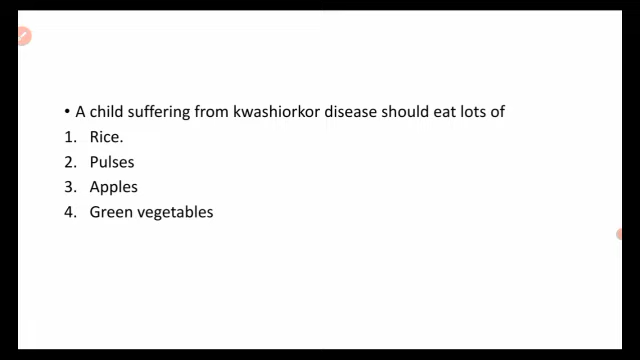 • A child suffering from kwashiorkor disease should eat lots of
1. Rice.
2. Pulses
3. Apples
4. Green vegetables